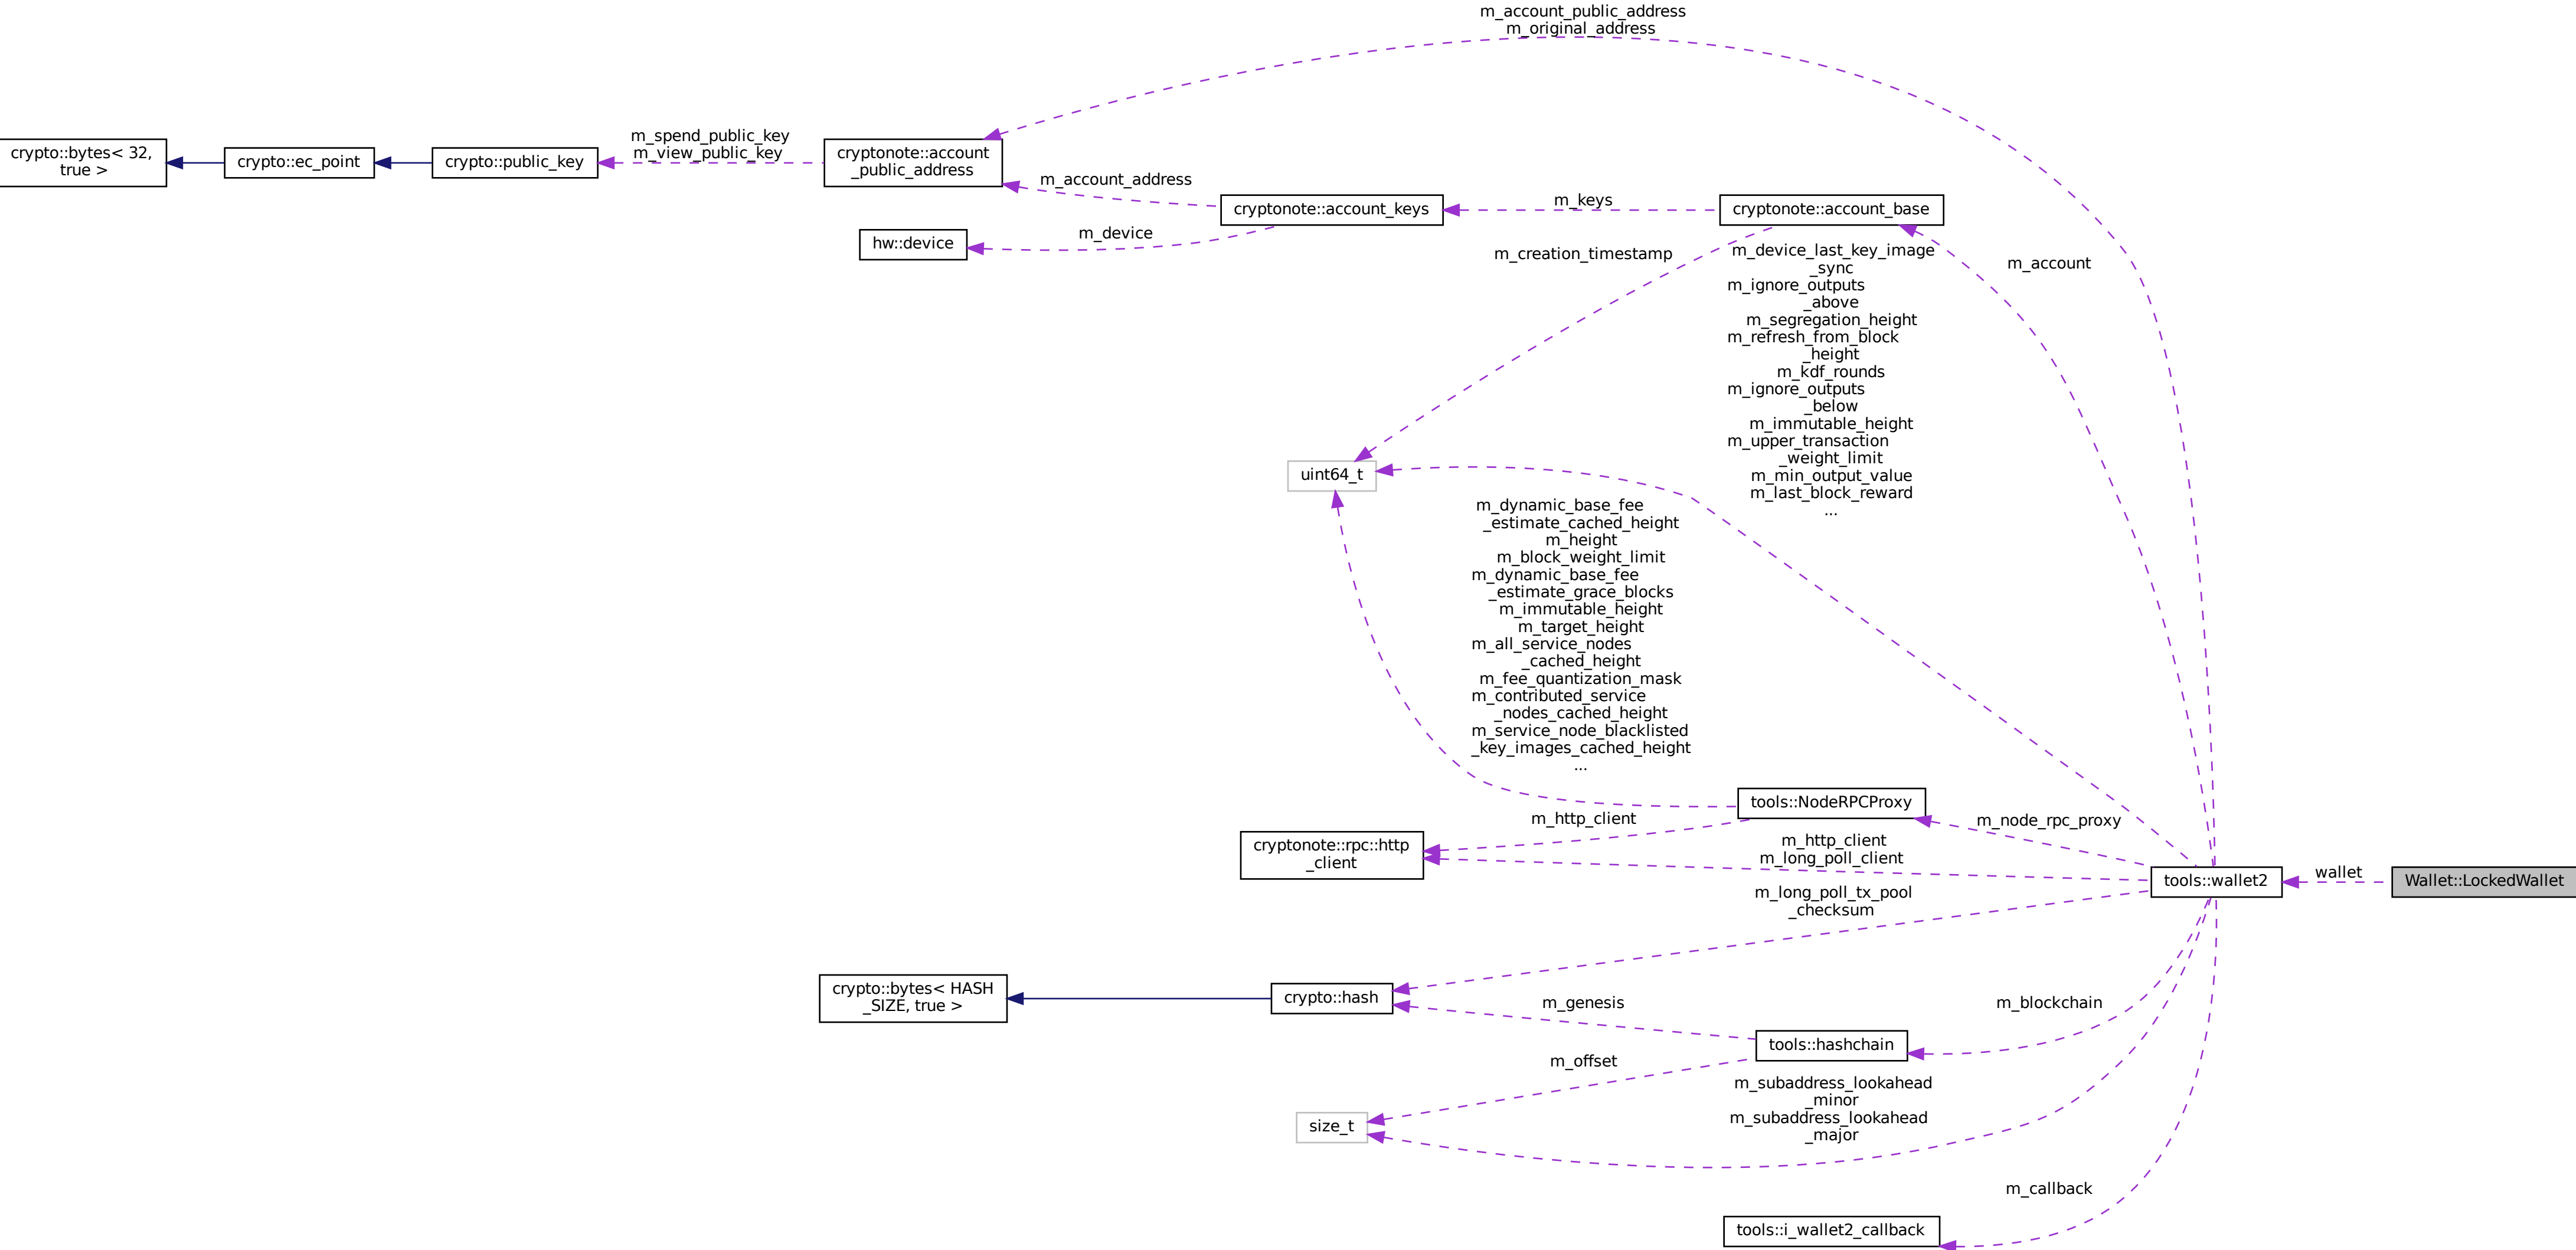 m_account_public_address
m_original_address
crypto::bytes< 32,
true >
crypto::ec_point
crypto::public_key
m_spend_public_key
m_view_public_key
cryptonote::account
_public_address
m_account_address
cryptonote::account_keys
m_keys
cryptonote::account_base
hw::device
m_device
m_creation_timestamp
m_device_last_key_image
_sync
m_ignore_outputs
_above
m_segregation_height
m_refresh_from_block
_height
m_kdf_rounds
m_ignore_outputs
_below
m_immutable_height
m_upper_transaction
_weight_limit
m_min_output_value
m_last_block_reward
...
m_account
uint64_t
m_dynamic_base_fee
_estimate_cached_height
m_height
m_block_weight_limit
m_dynamic_base_fee
_estimate_grace_blocks
m_immutable_height
m_target_height
m_all_service_nodes
_cached_height
m_fee_quantization_mask
m_contributed_service
_nodes_cached_height
m_service_node_blacklisted
_key_images_cached_height
...
tools::NodeRPCProxy
m_http_client
m_node_rpc_proxy
cryptonote::rpc::http
_client
m_http_client
m_long_poll_client
tools::wallet2
wallet
Wallet::LockedWallet
m_long_poll_tx_pool
_checksum
crypto::bytes< HASH
_SIZE, true >
crypto::hash
m_genesis
m_blockchain
tools::hashchain
m_offset
size_t
m_subaddress_lookahead
_minor
m_subaddress_lookahead
_major
m_callback
tools::i_wallet2_callback